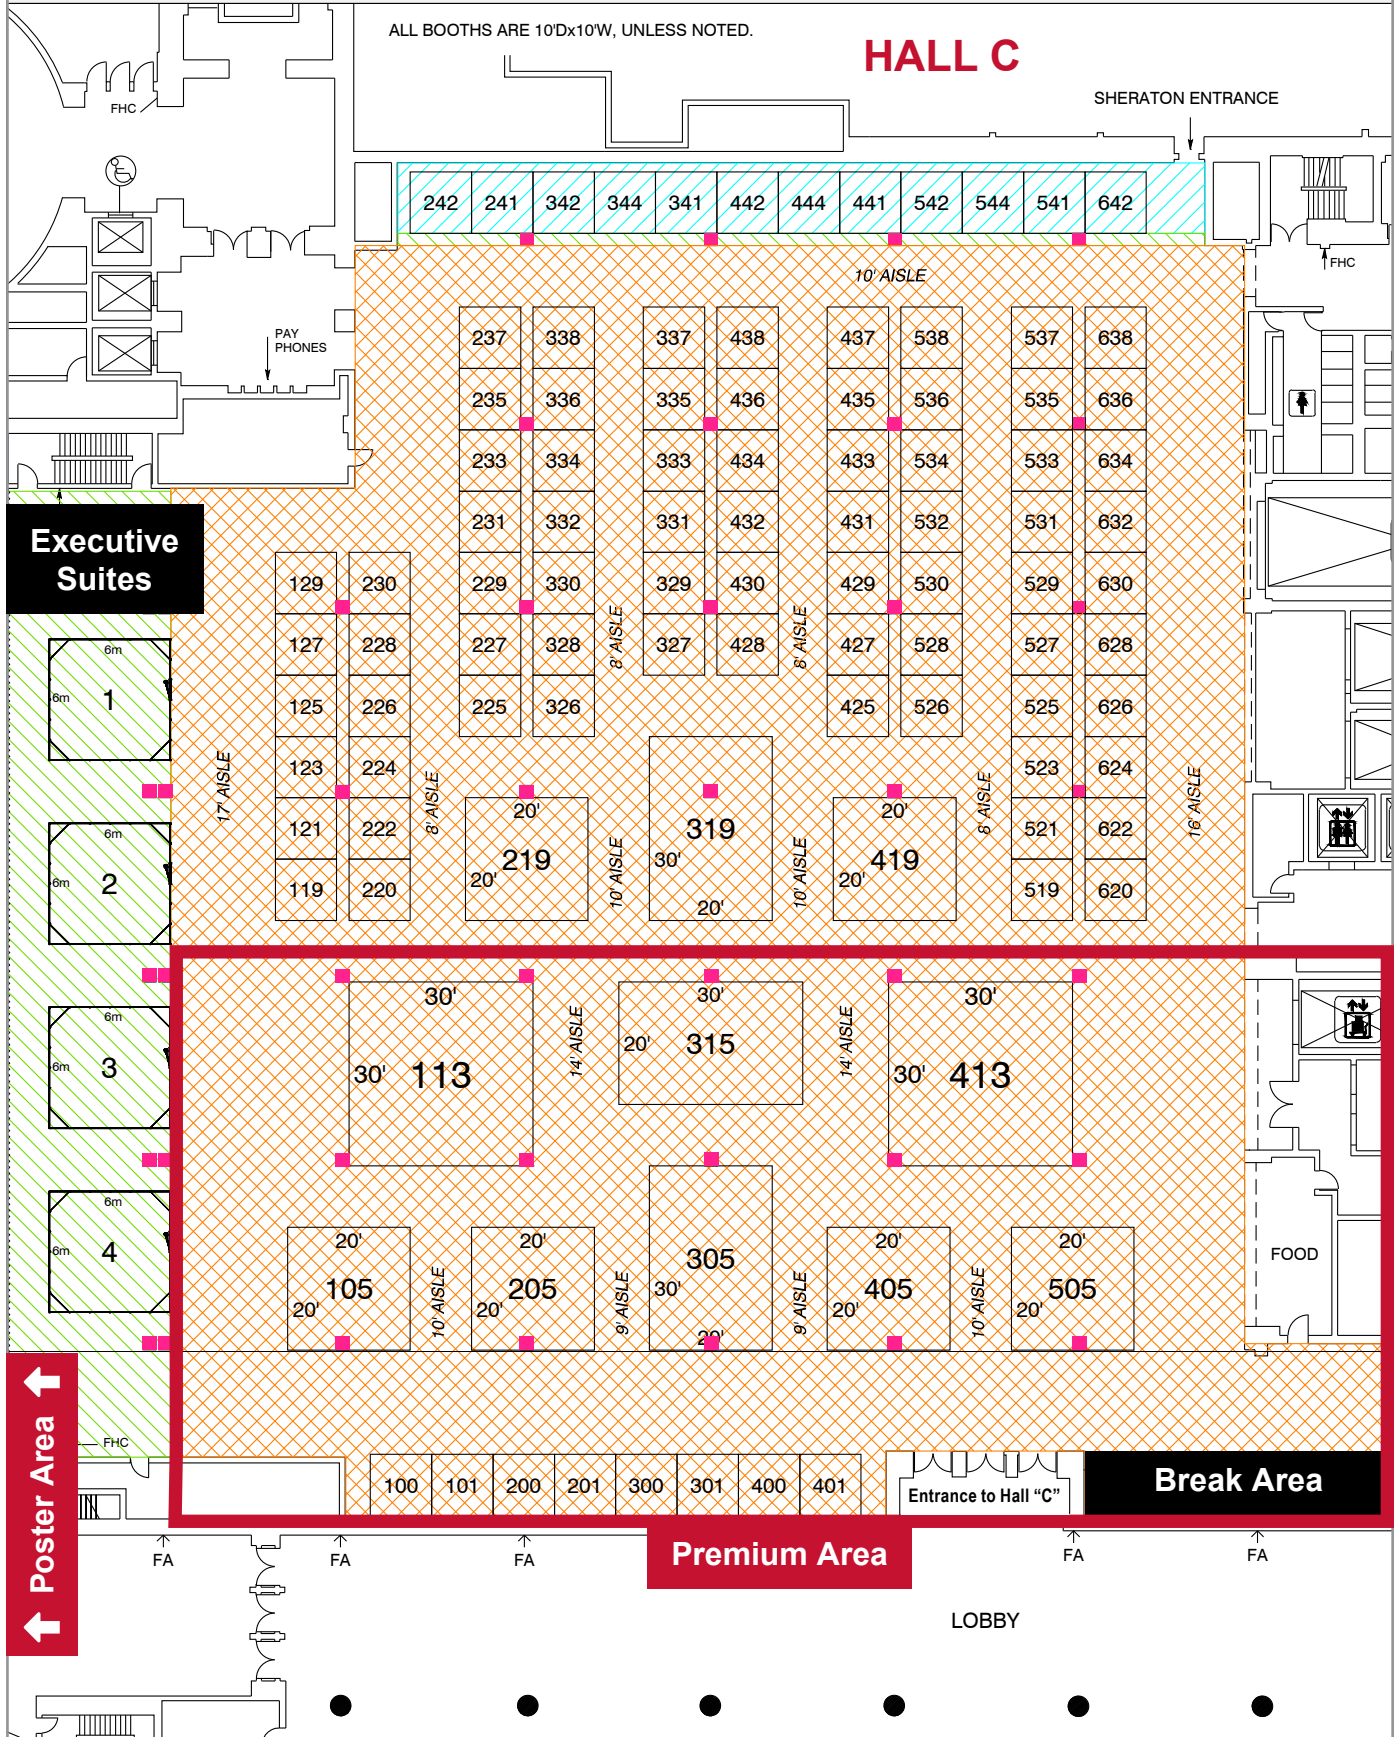 ALL BOOTHS ARE 10'Dx10'W, UNLESS NOTED.
HALL C
SHERATON ENTRANCE
FHC
242 241 342 344 341 442 444 441 542 544 541 642
10' AISLE
FHC
PAY
PHONES
237 338 337 438 437 538 537 638
235 336 335 436 435 536 535 636
233 334 333 434 433 534 533 634
231 332 331 432 431 532 531 632
Executive
Suites
129 230 229 330 329 430 429 530 529 630
8' AISLE
8' AISLE
127 228 227 328 327 428 427 528 527 628
6m
6m
1
125 226 225 326 425 526 525 626
17' AISLE
123 224 523 624
8' AISLE
8' AISLE
16' AISLE
20'
219
20'
30'
319
20'
20'
419
20'
10' AISLE
10' AISLE
121 222 521 622
6m
6m
2
119 220 519 620
30'
30'
113
14' AISLE
30'
20'
315
14' AISLE
30'
30'
413
6m
6m
3
6m
6m
4
20'
105
20'
10' AISLE
20'
205
20'
9' AISLE
305
30'
20'
9' AISLE
20'
405
20'
10' AISLE
20'
505
20'
FOOD
FHC
Poster Area
100 101 200 201 300 301 400 401
Entrance to Hall “C”
Break Area
Premium Area
FA
FA
FA
FA
FA
LOBBY